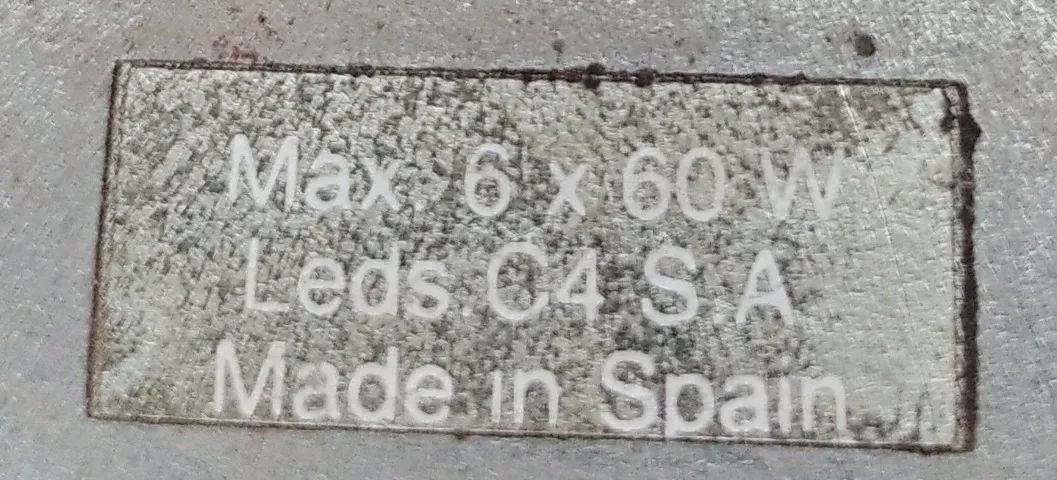 Max 6 x 60 W
Leds C4 S A
Made in Spain